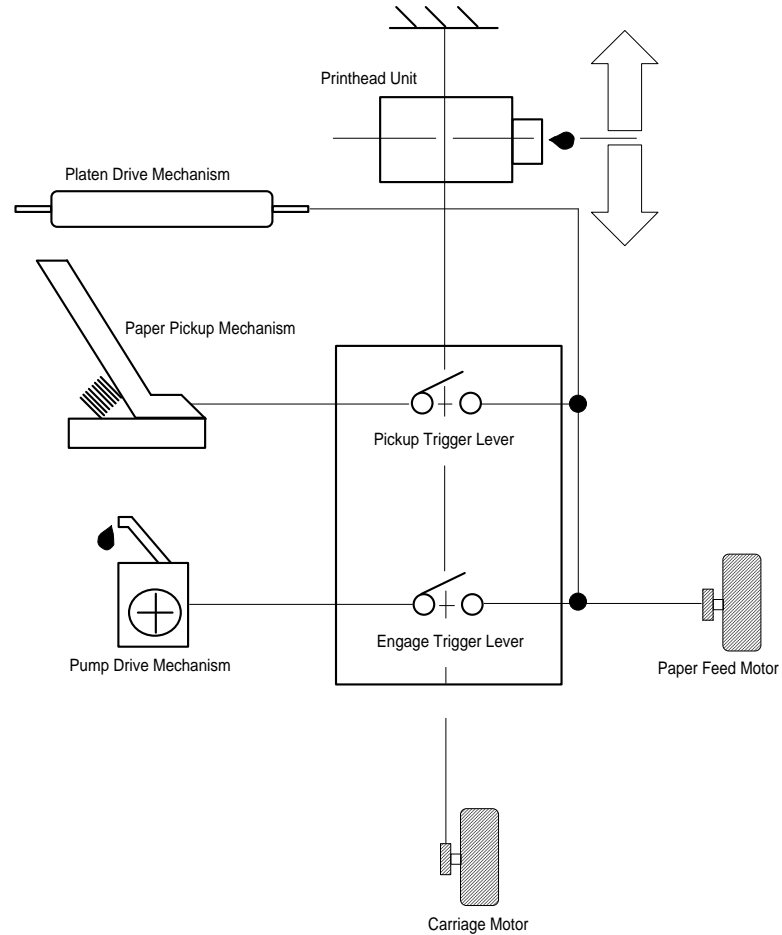 Printhead Unit
Platen Drive Mechanism
Paper Pickup Mechanism
Pickup Trigger Lever
Engage Trigger Lever
Pump Drive Mechanism
Paper Feed Motor
Carriage Motor